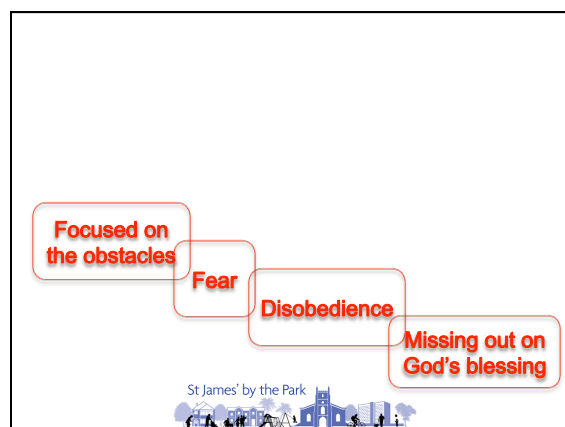 Focused on
the obstacles
Fear
Disobedience
Missing out on
God's blessing
St James' by the Park